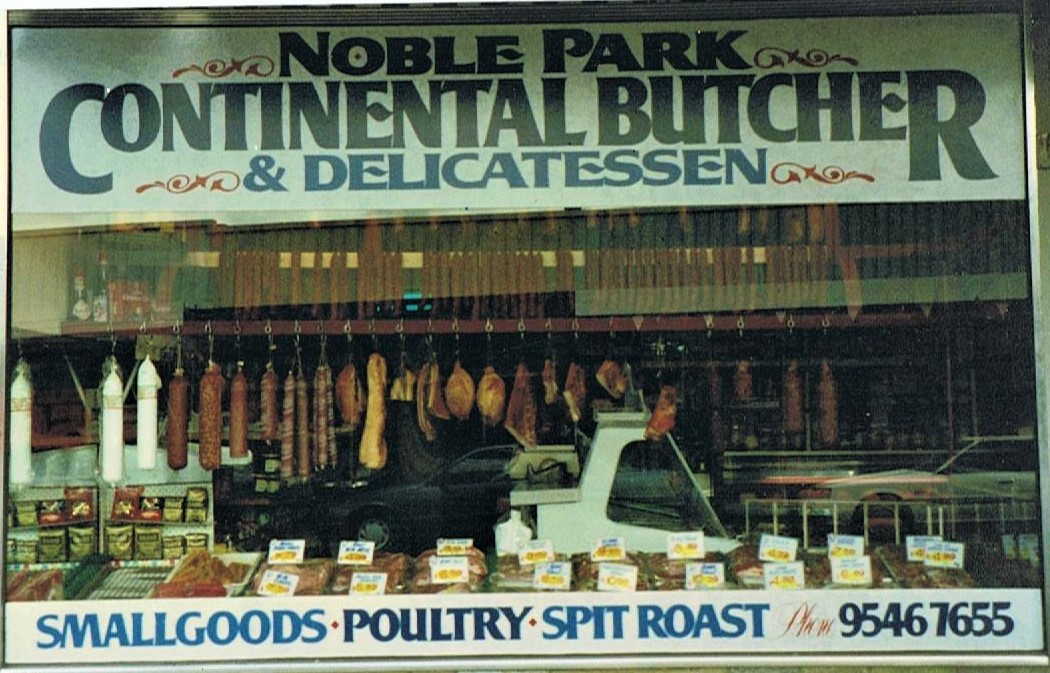 NOBLE PARK
CONTINENTAL BUTCHER
& DELICATESSEN
SMALLGOODS · POULTRY · SPIT ROAST Phone 9546 7655